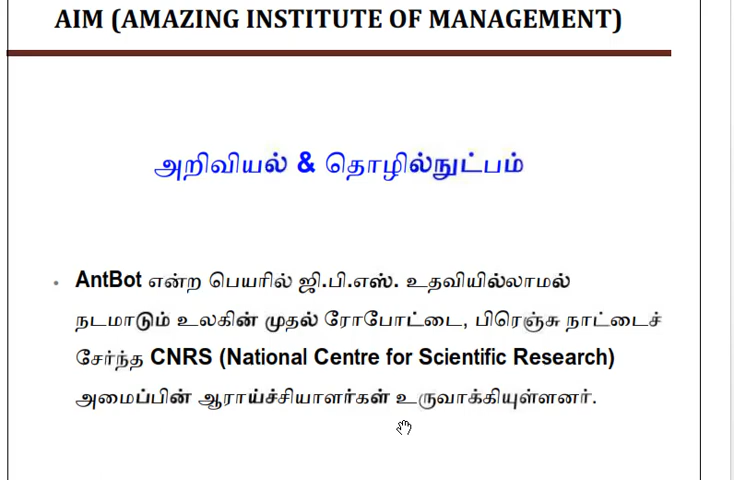 AIM (AMAZING INSTITUTE OF MANAGEMENT)
அறிவியல் & தொழில்நுட்பம்
• AntBot என்ற பெயரில் ஜி.பி.எஸ். உதவியில்லாமல்
நடமாடும் உலகின் முதல் ரோபோட்டை, பிரெஞ்சு நாட்டைச்
சேர்ந்த CNRS (National Centre for Scientific Research)
அமைப்பின் ஆராய்ச்சியாளர்கள் உருவாக்கியுள்ளனர்.